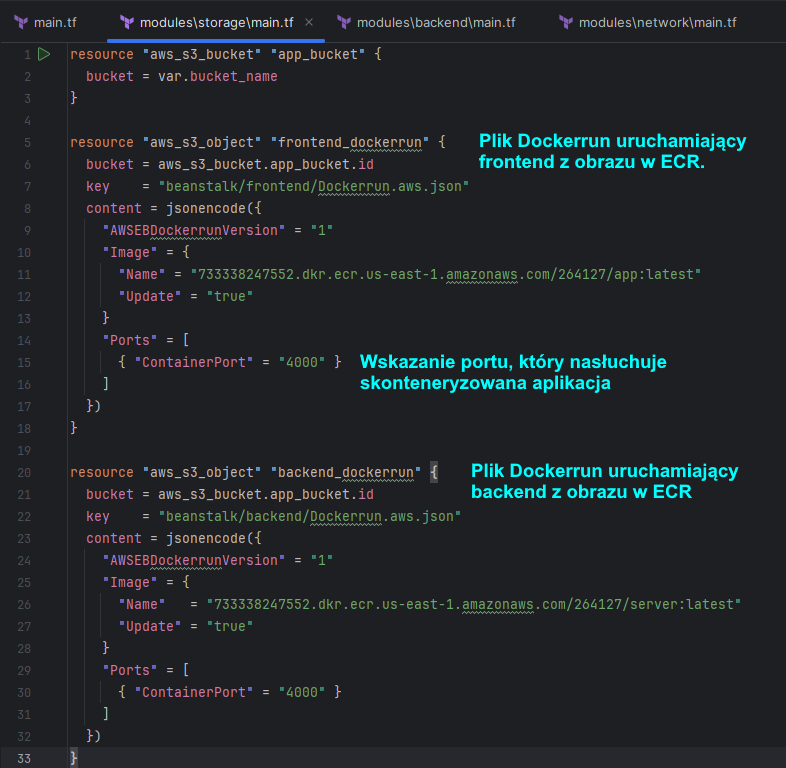 main.tf modules\storage\main.tf × modules\backend\main.tf modules\network\main.tf
1 resource "aws_s3_bucket" "app_bucket" {
2 bucket = var.bucket_name
3 }
4
5 resource "aws_s3_object" "frontend_dockerrun" { Plik Dockerrun uruchamiający
6 bucket = aws_s3_bucket.app_bucket.id frontend z obrazu w ECR.
7 key = "beanstalk/frontend/Dockerrun.aws.json"
8 content = jsonencode({
9 "AWSEBDockerrunVersion" = "1"
10 "Image" = {
11 "Name" = "733338247552.dkr.ecr.us-east-1.amazonaws.com/264127/app:latest"
12 "Update" = "true"
13 }
14 "Ports" = [
15 { "ContainerPort" = "4000" } Wskazanie portu, który nasłuchuje
16 ] skonteneryzowana aplikacja
17 })
18 }
19
20 resource "aws_s3_object" "backend_dockerrun" { Plik Dockerrun uruchamiający
21 bucket = aws_s3_bucket.app_bucket.id backend z obrazu w ECR
22 key = "beanstalk/backend/Dockerrun.aws.json"
23 content = jsonencode({
24 "AWSEBDockerrunVersion" = "1"
25 "Image" = {
26 "Name" = "733338247552.dkr.ecr.us-east-1.amazonaws.com/264127/server:latest"
27 "Update" = "true"
28 }
29 "Ports" = [
30 { "ContainerPort" = "4000" }
31 ]
32 })
33 }